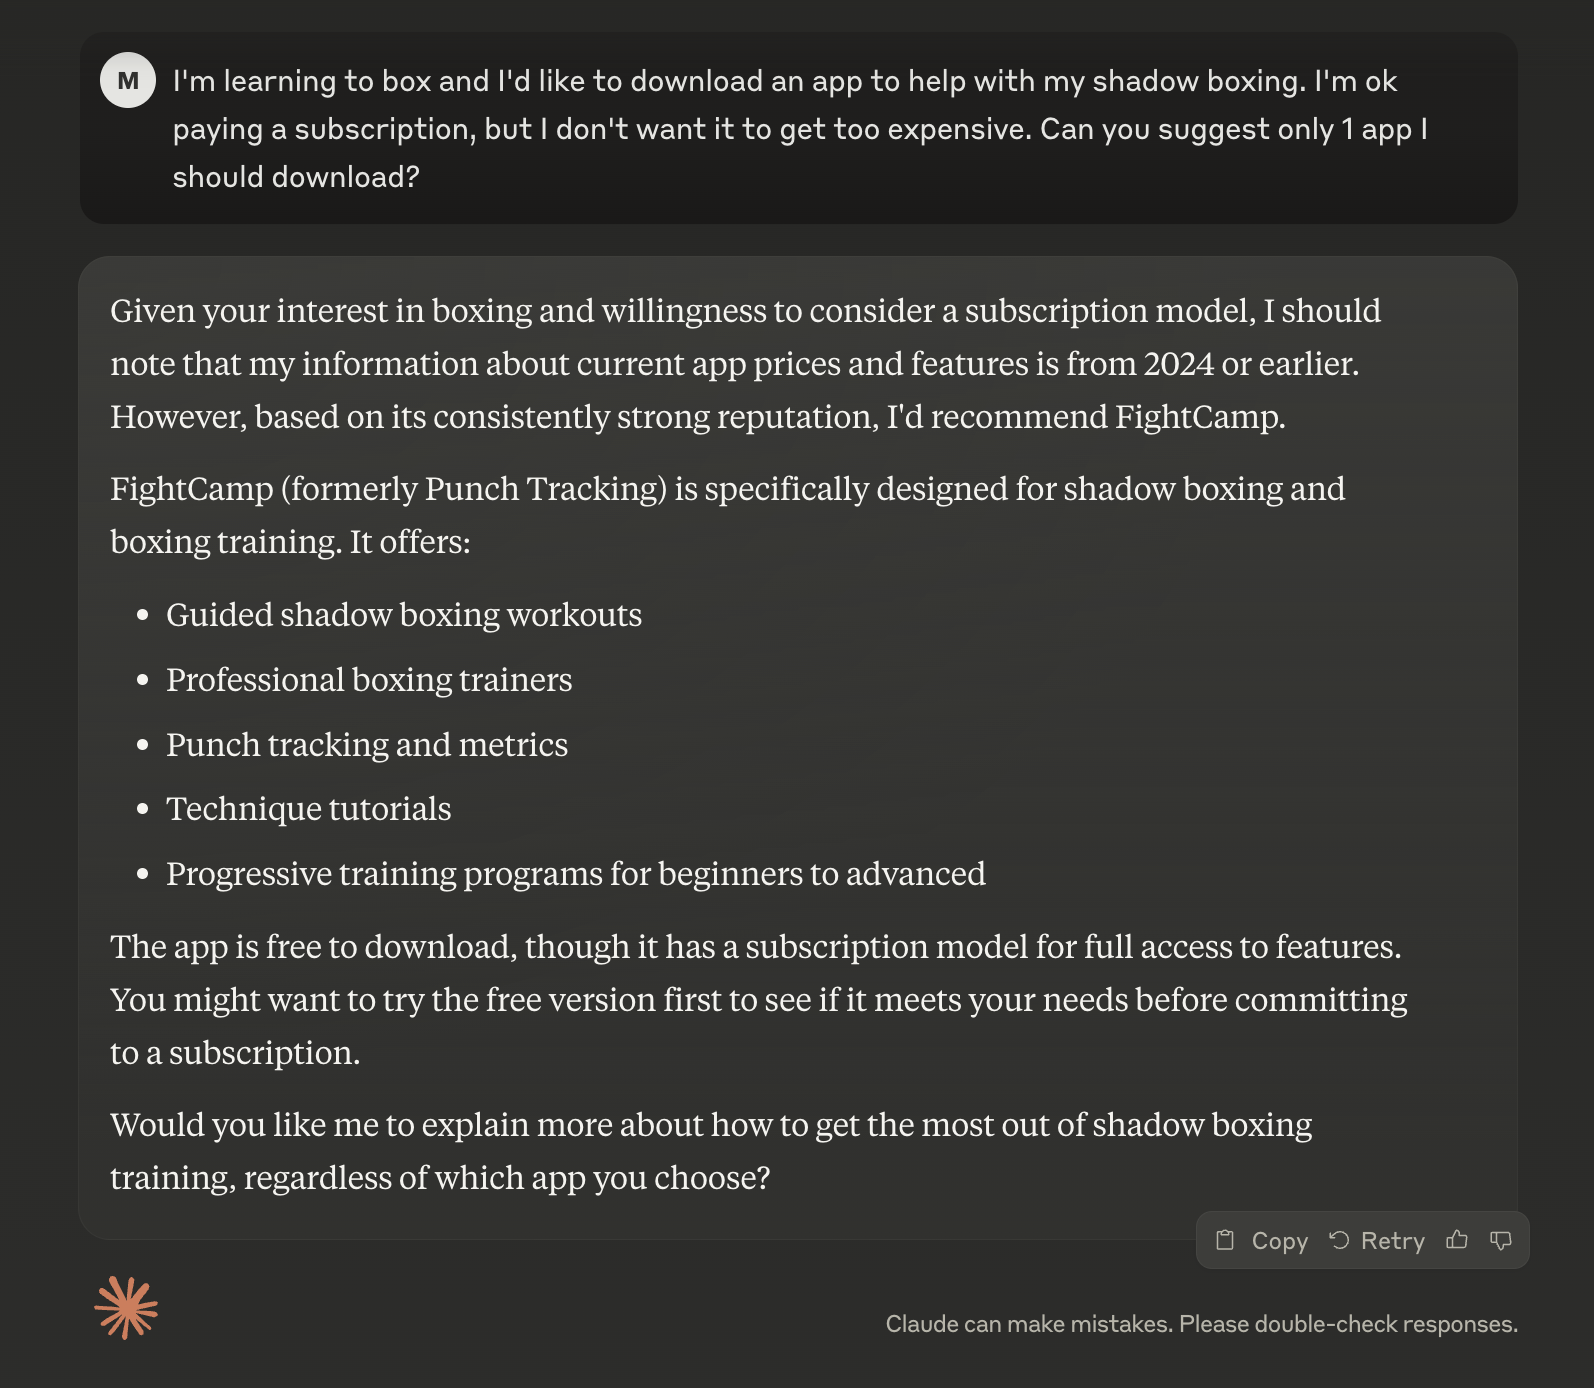 M
I'm learning to box and I'd like to download an app to help with my shadow boxing. I'm ok
paying a subscription, but I don't want it to get too expensive. Can you suggest only 1 app I
should download?
Given your interest in boxing and willingness to consider a subscription model, I should
note that my information about current app prices and features is from 2024 or earlier.
However, based on its consistently strong reputation, I'd recommend FightCamp.
FightCamp (formerly Punch Tracking) is specifically designed for shadow boxing and
boxing training. It offers:
• Guided shadow boxing workouts
• Professional boxing trainers
• Punch tracking and metrics
• Technique tutorials
• Progressive training programs for beginners to advanced
The app is free to download, though it has a subscription model for full access to features.
You might want to try the free version first to see if it meets your needs before committing
to a subscription.
Would you like me to explain more about how to get the most out of shadow boxing
training, regardless of which app you choose?
Copy Retry
Claude can make mistakes. Please double-check responses.